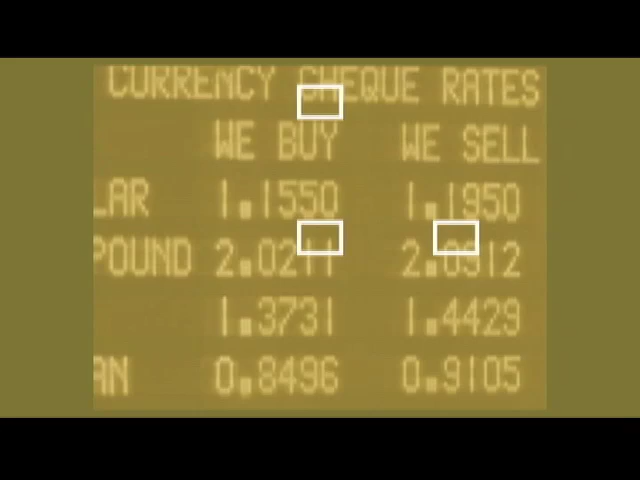 CURRENCY CHEQUE RATES
WE BUY WE SELL
LAR 1.1550 1.1950
POUND 2.0211 2.0912
1.3731 1.4429
AN 0.8496 0.9105